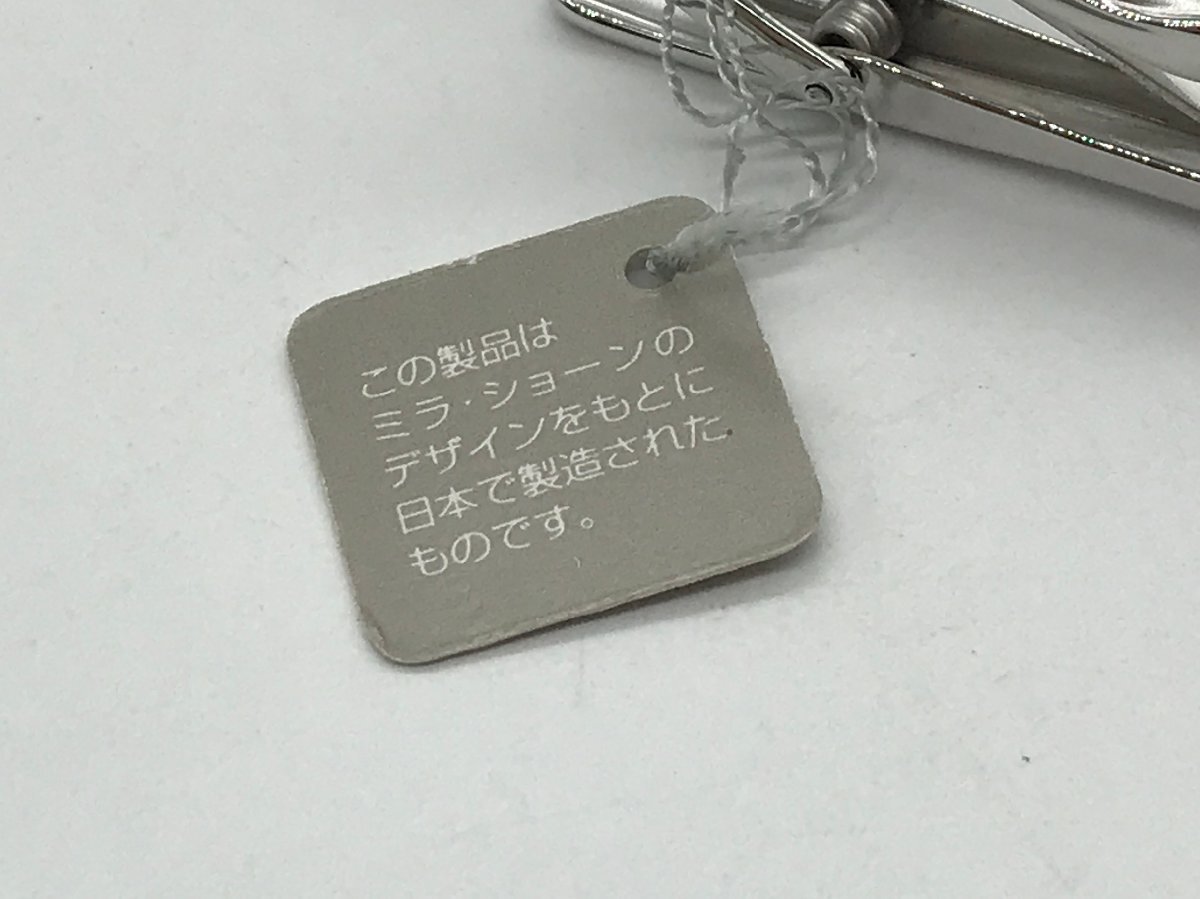 この製品は
ミラ・ショーンの
デザインをもとに
日本で製造された
ものです。